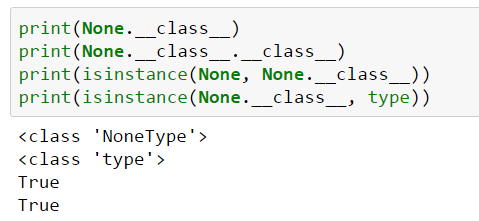 print(None.__class__)
print(None.__class__.__class__)
print(isinstance(None, None.__class__))
print(isinstance(None.__class__, type))
<class 'NoneType'>
<class 'type'>
True
True